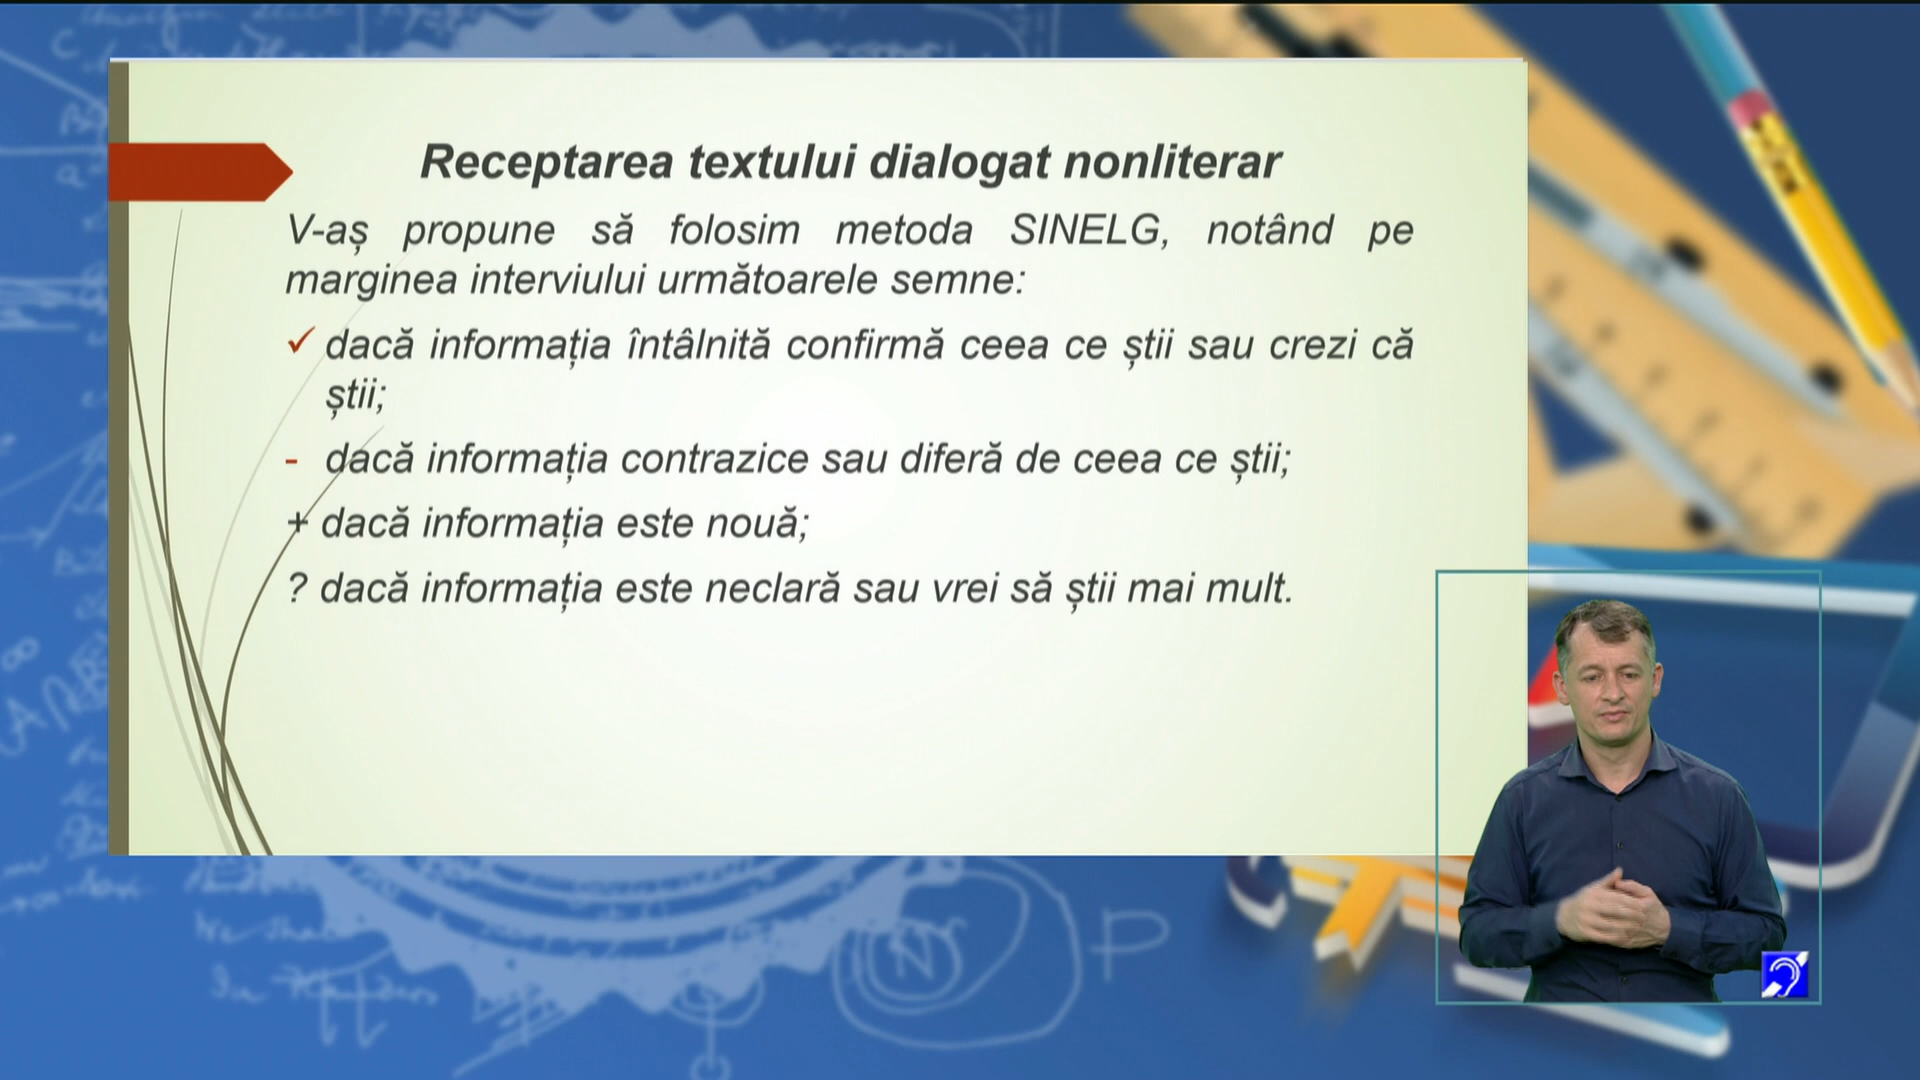 Receptarea textului dialogat nonliterar
V-aș propune să folosim metoda SINELG, notând pe
marginea interviului următoarele semne:
✓ dacă informația întâlnită confirmă ceea ce știi sau crezi că
știi;
- dacă informația contrazice sau diferă de ceea ce știi;
+ dacă informația este nouă;
? dacă informația este neclară sau vrei să știi mai mult.
N
P